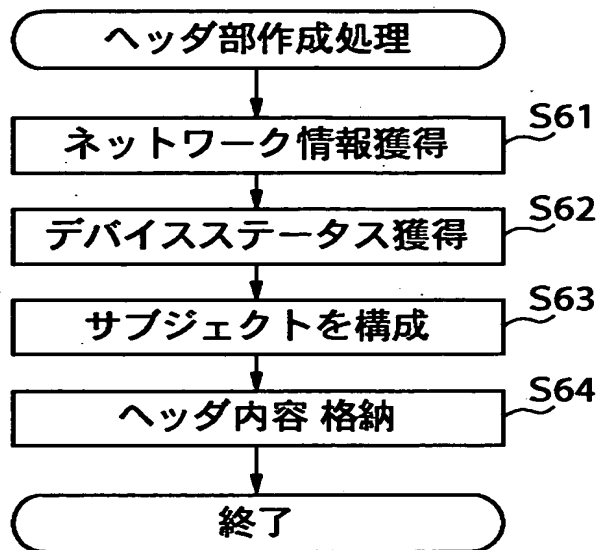 ヘッダ部作成処理
ネットワーク情報獲得
S61
デバイスステータス獲得
S62
サブジェクトを構成
S63
ヘッダ内容 格納
S64
終了